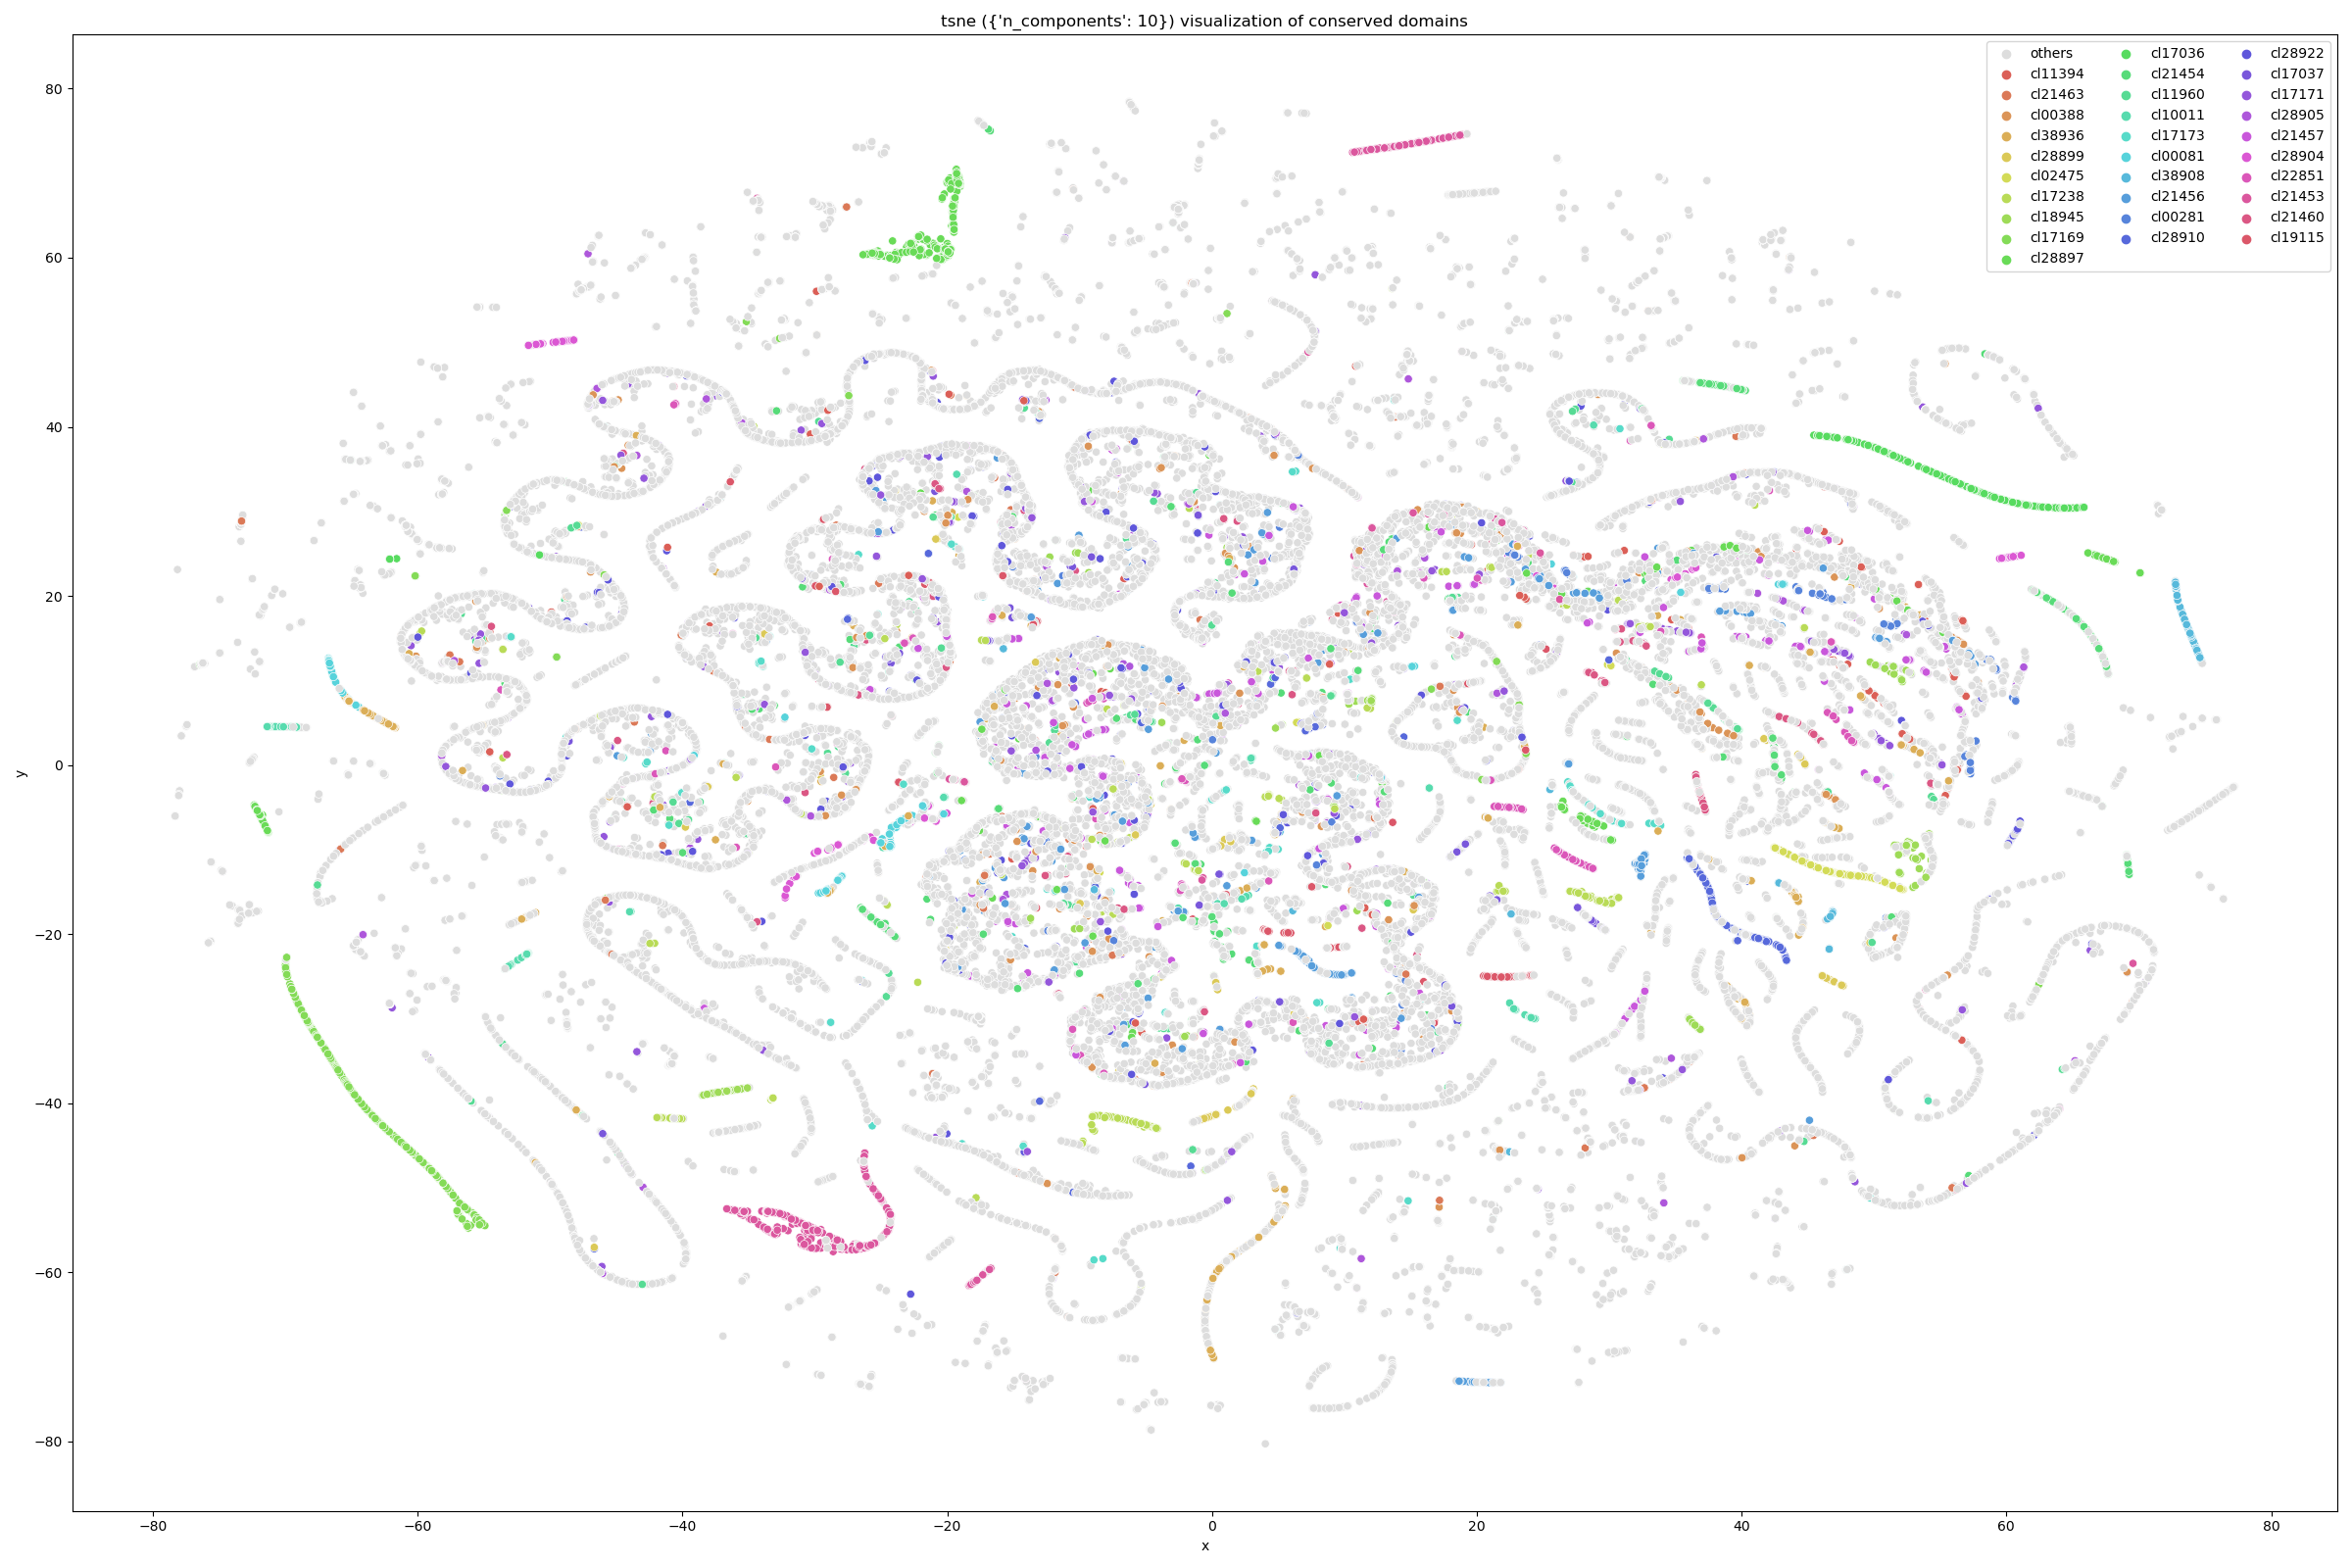 tsne ({'n_components': 10}) visualization of conserved domains
others
cl11394
cl21463
cl00388
cl38936
cl28899
cl02475
cl17238
cl18945
cl17169
cl28897
cl17036
cl21454
cl11960
cl10011
cl17173
cl00081
cl38908
cl21456
cl00281
cl28910
cl28922
cl17037
cl17171
cl28905
cl21457
cl28904
cl22851
cl21453
cl21460
cl19115
80
60
40
20
0
−20
−40
−60
−80
y
−80 −60 −40 −20 0 20 40 60 80
x